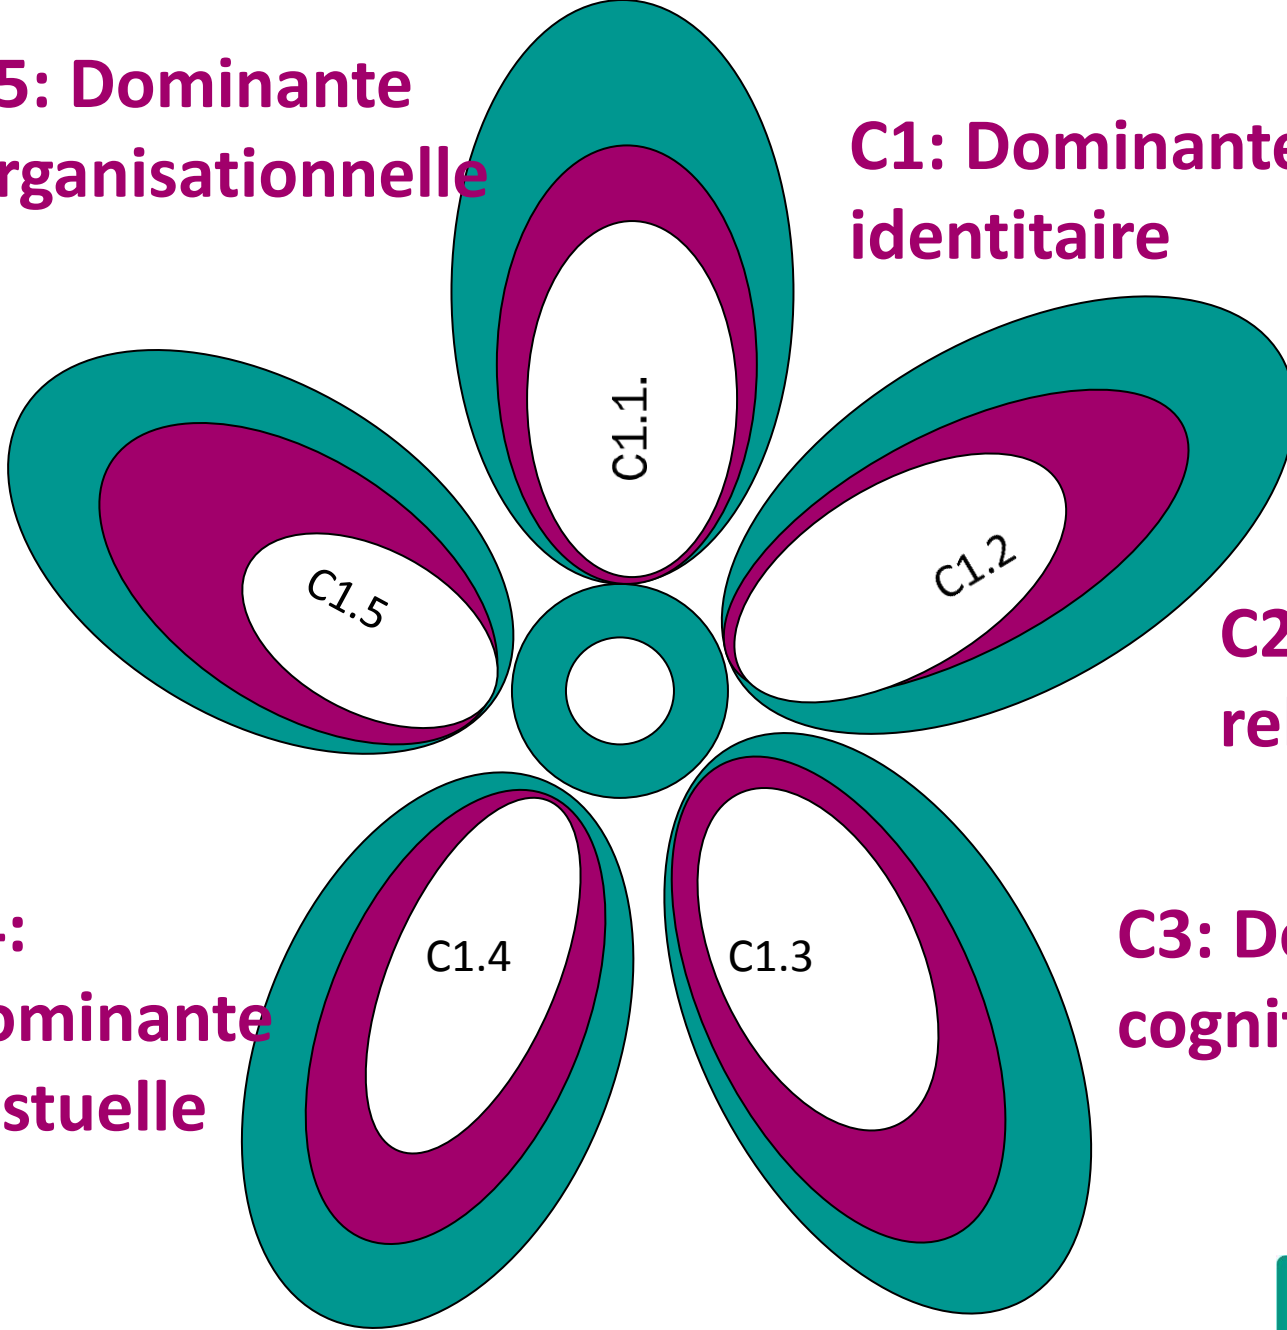 5: Dominante
rganisationnelle
C1: Dominante
identitaire
C1.1.
C1.2
C1.5
C2
re
C1.4
C1.3
:
ominante
stuelle
C3: D
cogni